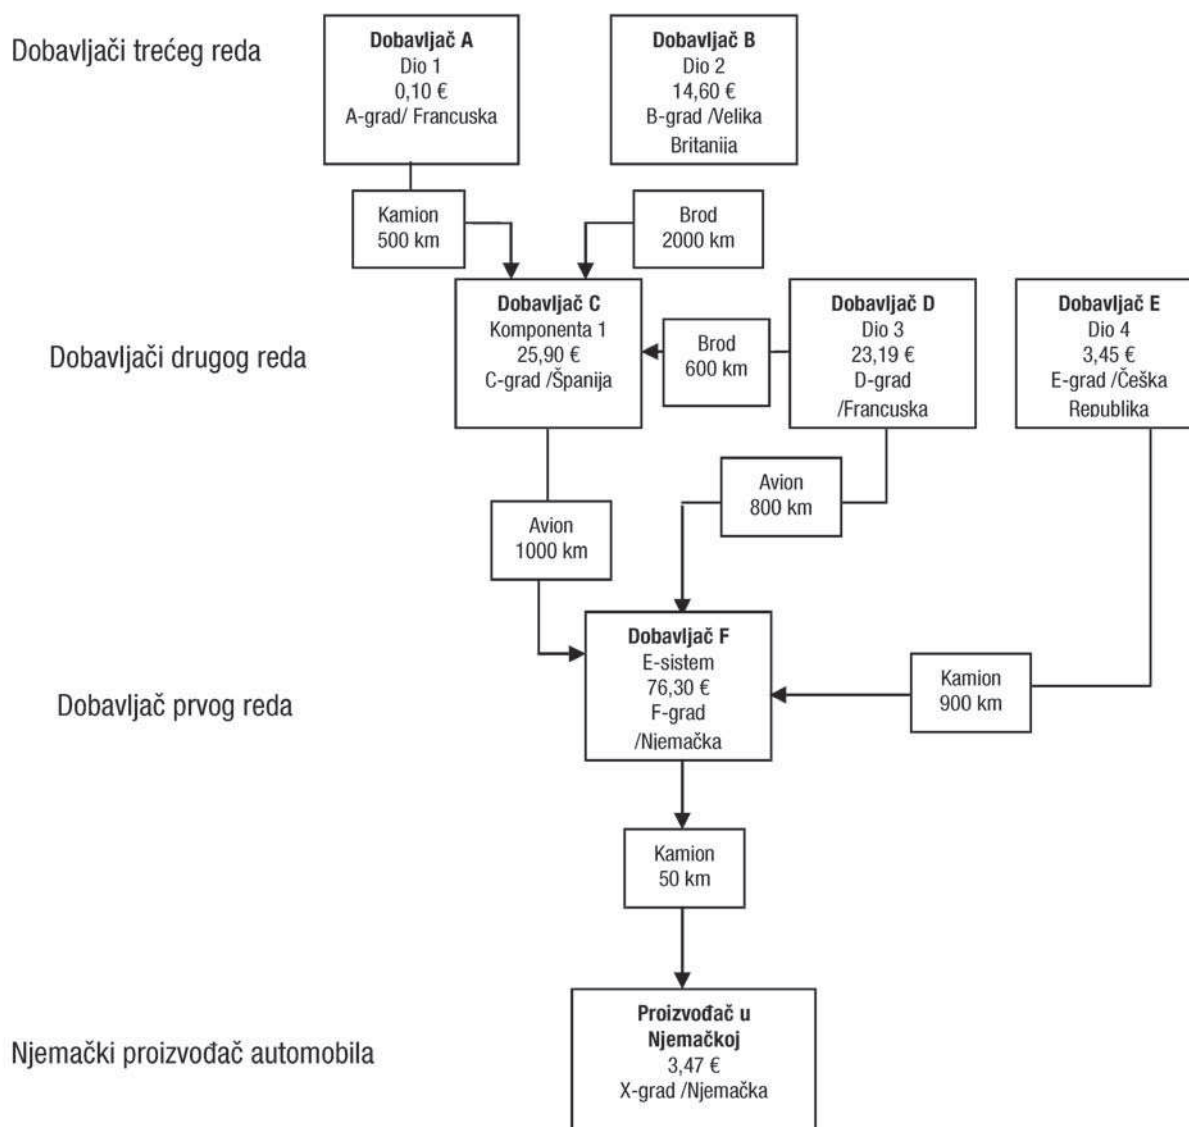 Dobavljači trećeg reda
Dobavljač A
Dio 1
0,10 €
A-grad/ Francuska
Dobavljač B
Dio 2
14,60 €
B-grad /Velika
Britanija
Kamion
500 km
Brod
2000 km
Dobavljači drugog reda
Dobavljač C
Komponenta 1
25,90 €
C-grad /Španija
Brod
600 km
Dobavljač D
Dio 3
23,19 €
D-grad
/Francuska
Dobavljač E
Dio 4
3,45 €
E-grad /Češka
Republika
Avion
1000 km
Avion
800 km
Dobavljač prvog reda
Dobavljač F
E-sistem
76,30 €
F-grad
/Njemačka
Kamion
900 km
Kamion
50 km
Njemački proizvođač automobila
Proizvođač u
Njemačkoj
3,47 €
X-grad /Njemačka